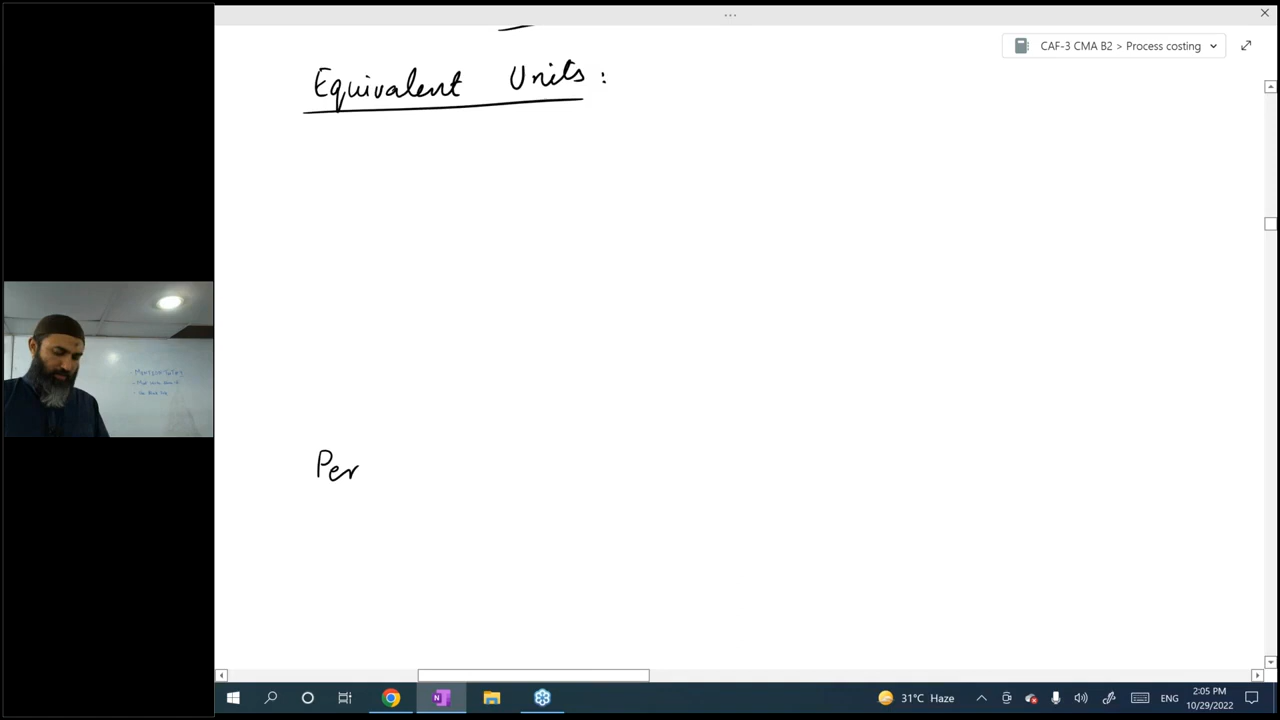 CAF-3 CMA B2 > Process costing
Equivalent Units :
Per
31°C Haze
ENG
2:05 PM
10/29/2022